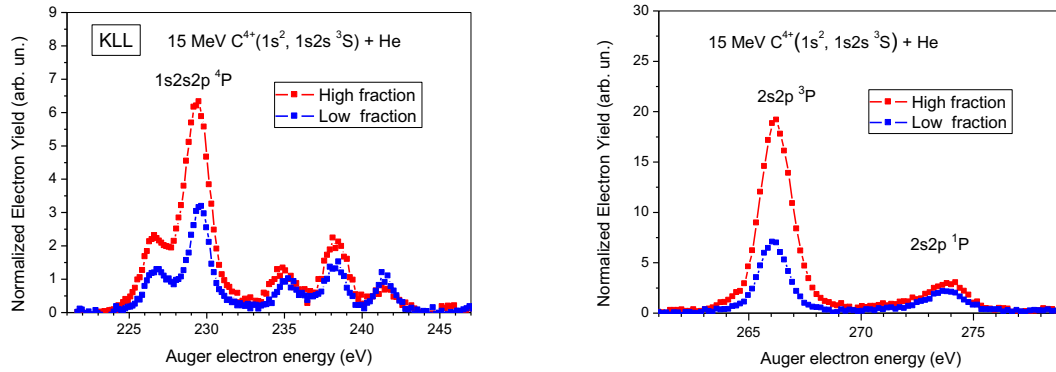 KLL
15 MeV C⁴⁺(1s², 1s2s ³S) + He
1s2s2p ⁴P
High fraction
Low fraction
Normalized Electron Yield (arb. un.)
9
8
7
6
5
4
3
2
1
0
225 230 235 240 245
Auger electron energy (eV)
15 MeV C⁴⁺(1s², 1s2s ³S) + He
2s2p ³P
High fraction
Low fraction
2s2p ¹P
Normalized Electron Yield (arb. un.)
30
25
20
15
10
5
0
265 270 275
Auger electron energy (eV)